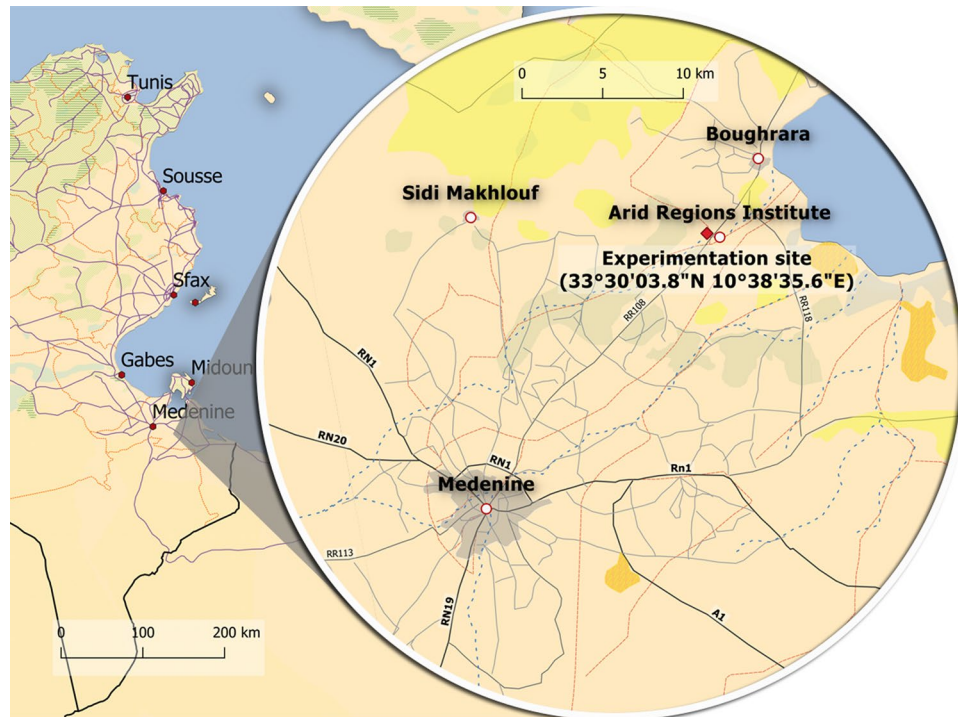 Tunis
Sousse
Sfax
Gabes
Midoun
Medenine
0 100 200 km
0 5 10 km
Boughrara
Sidi Makhlouf
Arid Regions Institute
Experimentation site
(33°30'03.8"N 10°38'35.6"E)
RR108
RR118
RN1
RN20
RN1
Medenine
Rn1
RR113
RN19
A1